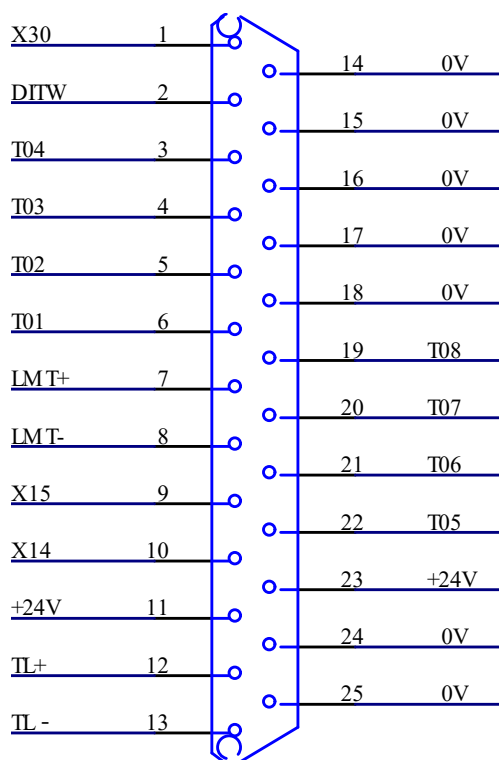 X30 1
14 0V
DITW 2
15 0V
T04 3
16 0V
T03 4
17 0V
T02 5
18 0V
T01 6
19 T08
LMT+ 7
20 T07
LMT- 8
21 T06
X15 9
22 T05
X14 10
23 +24V
+24V 11
24 0V
TL+ 12
25 0V
TL- 13